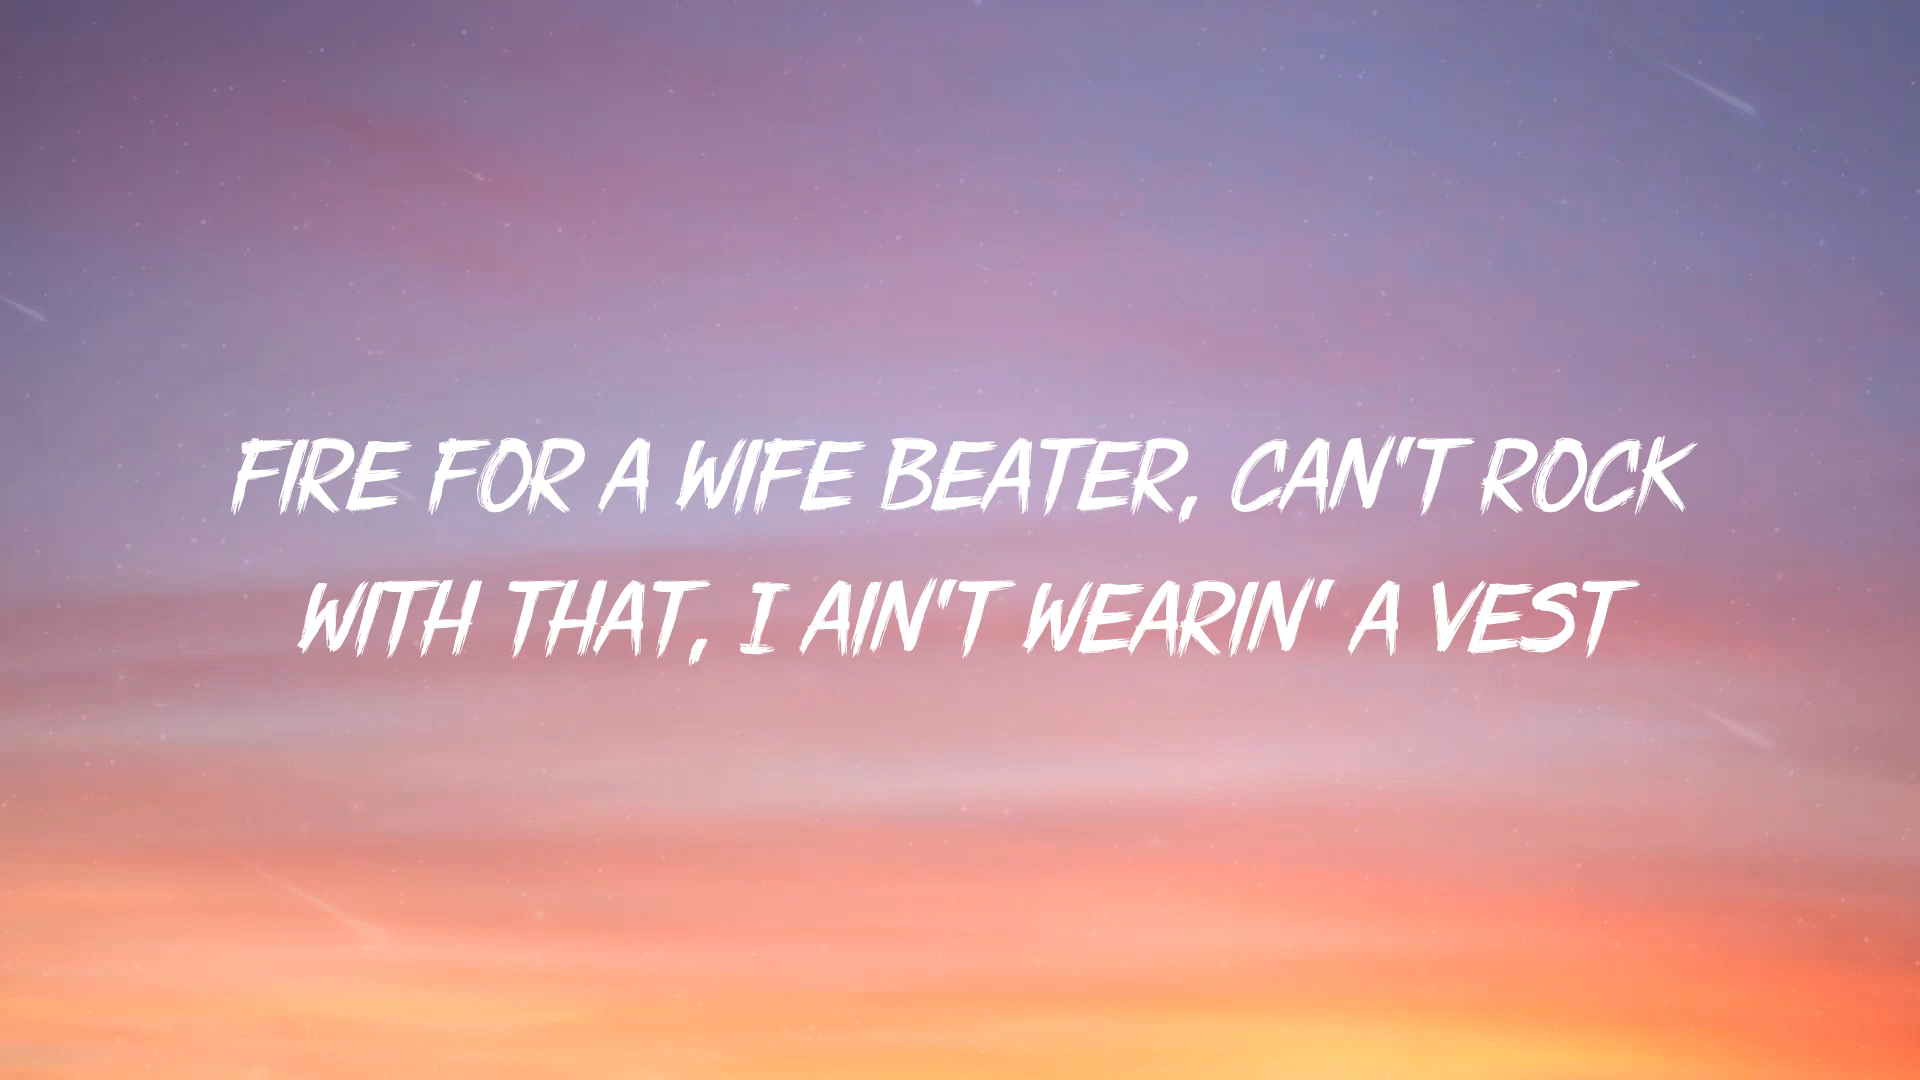 FIRE FOR A WIFE BEATER, CAN'T ROCK
WITH THAT, I AIN'T WEARIN' A VEST